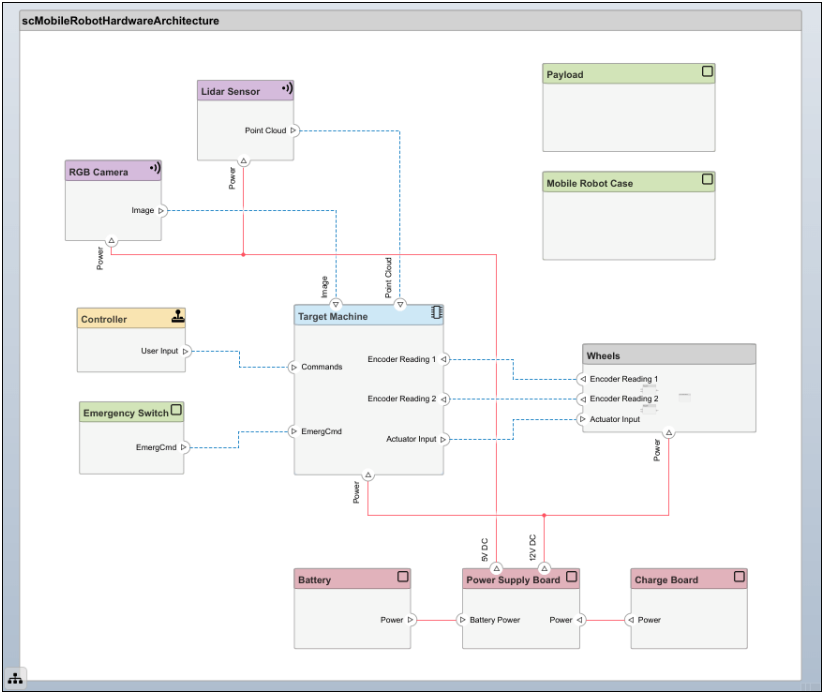 scMobileRobotHardwareArchitecture
Lidar Sensor
Point Cloud
Power
Payload
RGB Camera
Image
Power
Mobile Robot Case
Image
Point Cloud
Controller
User Input
Target Machine
Commands
EmergCmd
Encoder Reading 1
Encoder Reading 2
Actuator Input
Power
Wheels
Encoder Reading 1
Encoder Reading 2
Actuator Input
Power
Emergency Switch
EmergCmd
5V DC
12V DC
Battery
Power
Power Supply Board
Battery Power
Power
Charge Board
Power